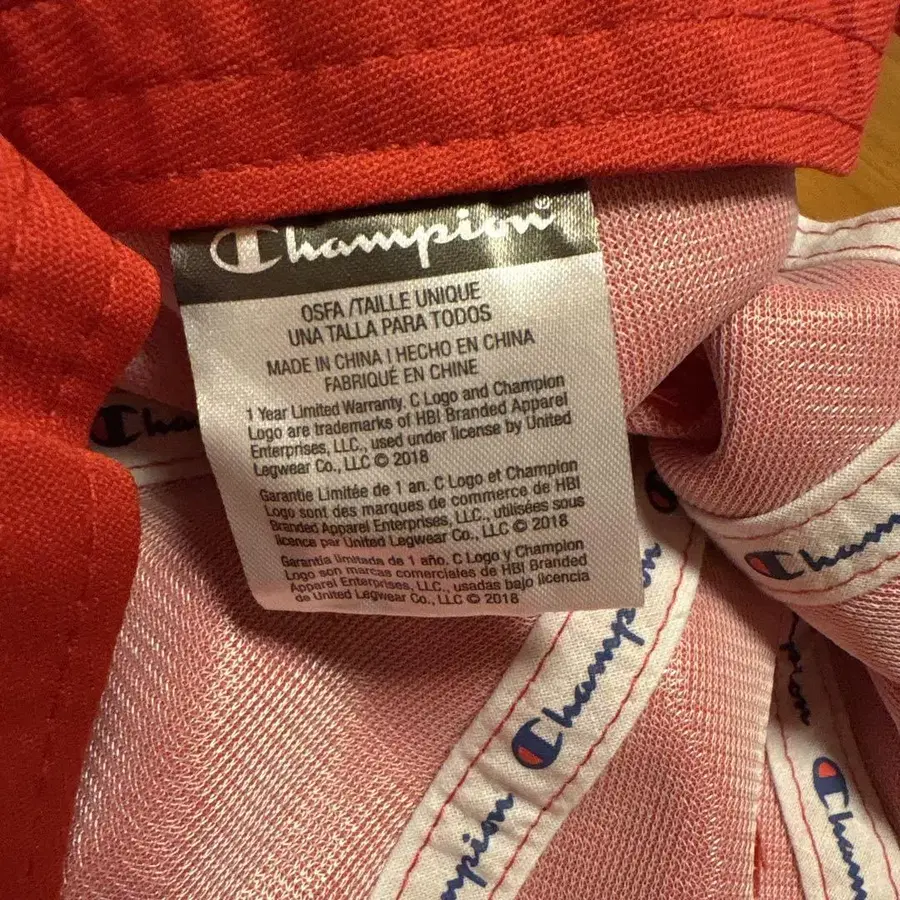 Champion®
OSFA /TAILLE UNIQUE
UNA TALLA PARA TODOS
MADE IN CHINA I HECHO EN CHINA
FABRIQUÉ EN CHINE
1 Year Limited Warranty. C Logo and Champion
Logo are trademarks of HBI Branded Apparel
Enterprises, LLC., used under license by United
Legwear Co., LLC © 2018
Garantie Limitée de 1 an. C Logo et Champion
Logo sont des marques de commerce de HBI
Branded Apparel Enterprises, LLC., utilisées sous
licence par United Legwear Co., LLC © 2018
Garantía limitada de 1 año. C Logo y Champion
Logo son marcas comerciales de HBI Branded
Apparel Enterprises, LLC., usadas bajo licencia
de United Legwear Co., LLC © 2018
Cha
Champion
mpion
Cham
pion
Cham